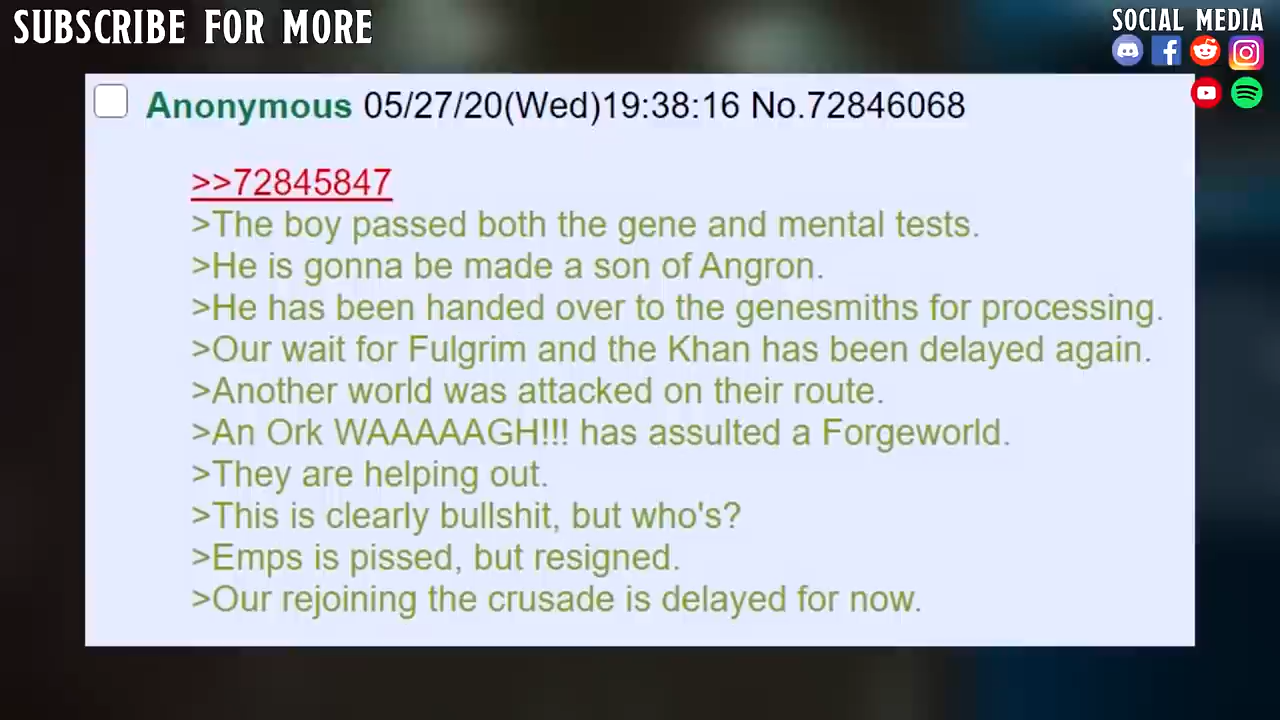 SUBSCRIBE FOR MORE
SOCIAL MEDIA
Anonymous 05/27/20(Wed)19:38:16 No.72846068
>>72845847
>The boy passed both the gene and mental tests.
>He is gonna be made a son of Angron.
>He has been handed over to the genesmiths for processing.
>Our wait for Fulgrim and the Khan has been delayed again.
>Another world was attacked on their route.
>An Ork WAAAAAGH!!! has assulted a Forgeworld.
>They are helping out.
>This is clearly bullshit, but who's?
>Emps is pissed, but resigned.
>Our rejoining the crusade is delayed for now.